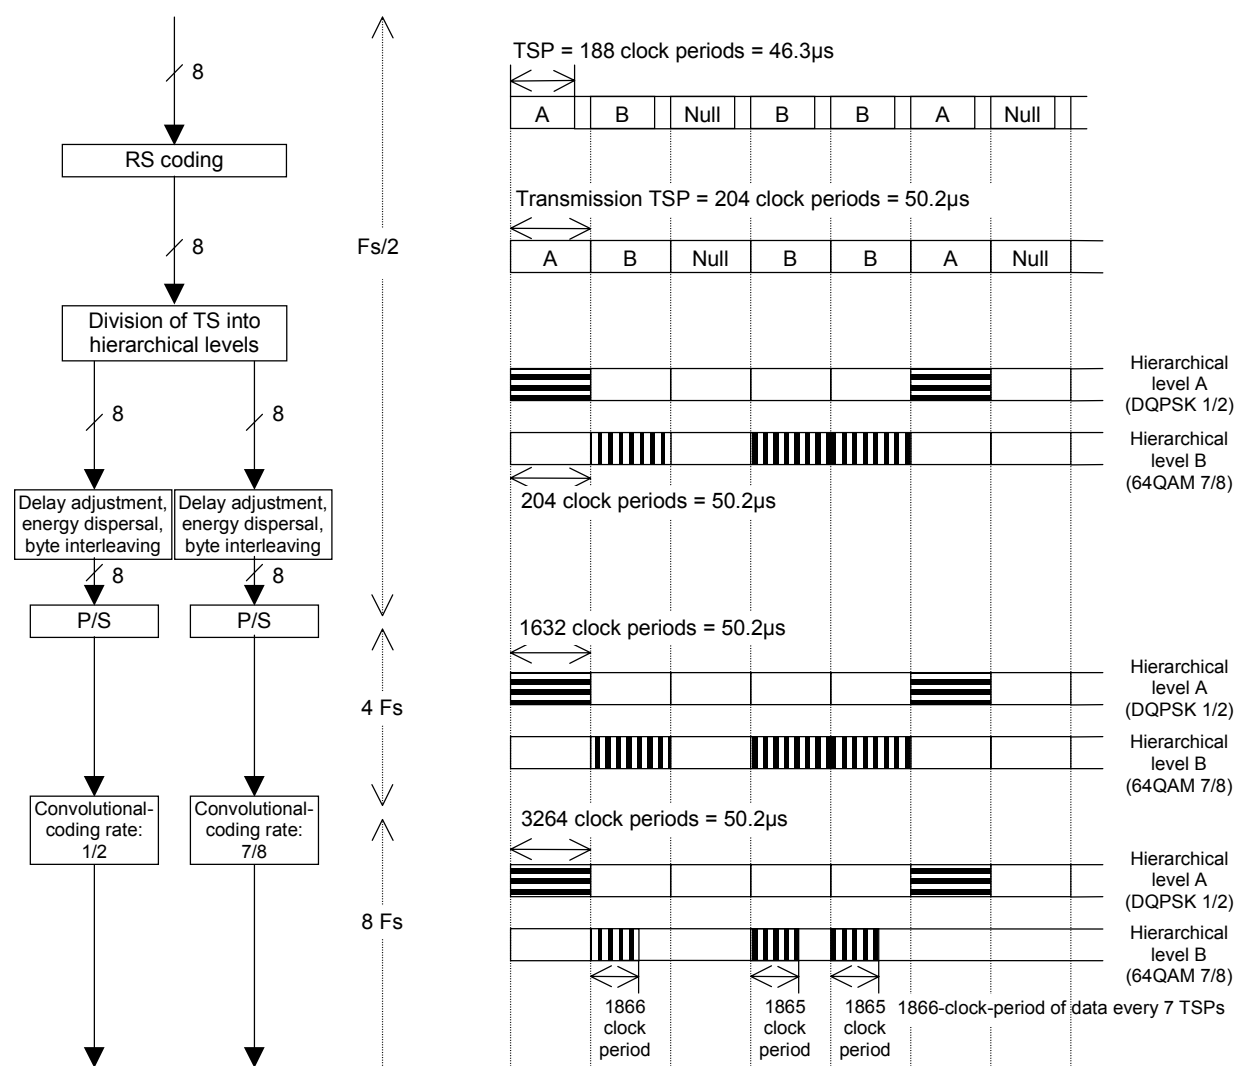 TSP = 188 clock periods = 46.3µs
8
A B Null B B A Null
RS coding
Transmission TSP = 204 clock periods = 50.2µs
8
Fs/2
A B Null B B A Null
Division of TS into
hierarchical levels
Hierarchical
level A
(DQPSK 1/2)
8 8
Hierarchical
level B
(64QAM 7/8)
204 clock periods = 50.2µs
Delay adjustment,
energy dispersal,
byte interleaving
Delay adjustment,
energy dispersal,
byte interleaving
8 8
P/S P/S
1632 clock periods = 50.2µs
Hierarchical
level A
(DQPSK 1/2)
4 Fs
Hierarchical
level B
(64QAM 7/8)
Convolutional-
coding rate:
1/2
Convolutional-
coding rate:
7/8
3264 clock periods = 50.2µs
Hierarchical
level A
(DQPSK 1/2)
8 Fs
Hierarchical
level B
(64QAM 7/8)
1866
clock
period
1865
clock
period
1865
clock
period
1866-clock-period of data every 7 TSPs